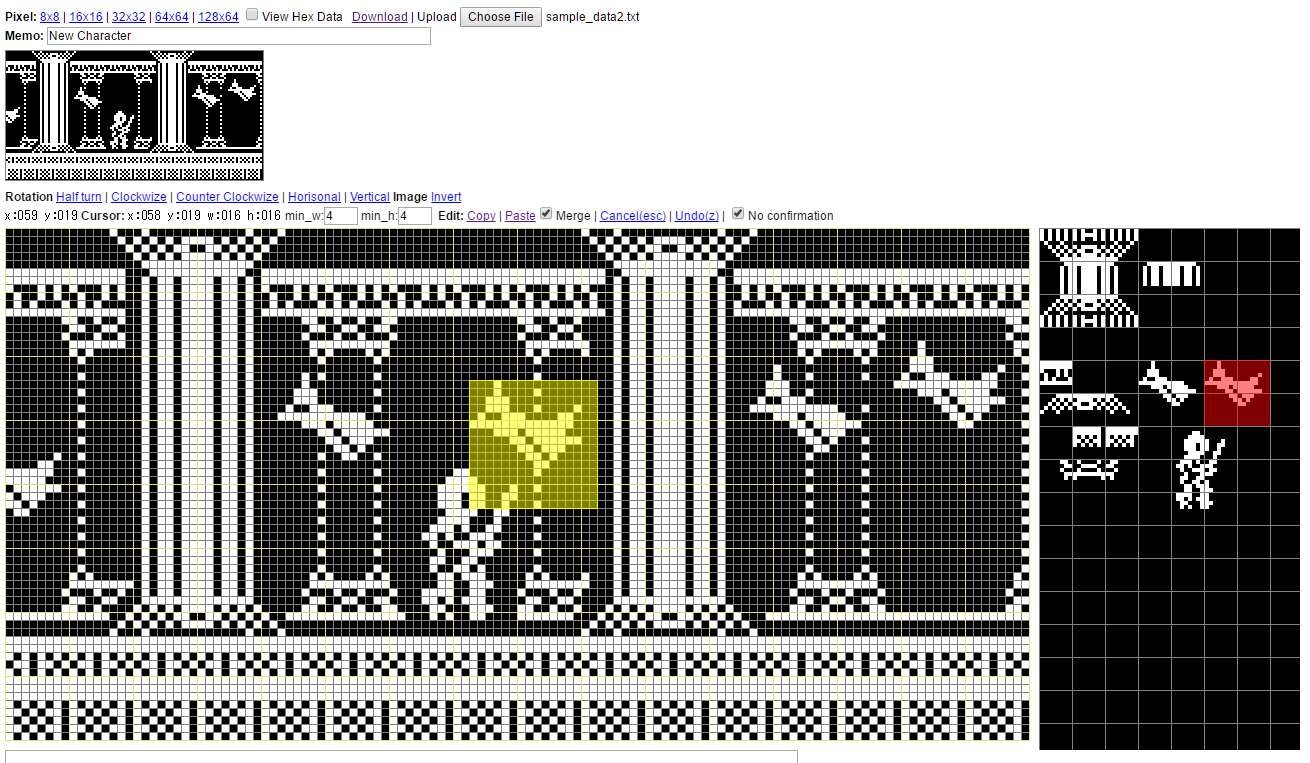 Pixel: 8x8 | 16x16 | 32x32 | 64x64 | 128x64 View Hex Data Download | Upload Choose File sample_data2.txt
Memo: New Character
Rotation Half turn | Clockwize | Counter Clockwize | Horisonal | Vertical Image Invert
x:059 y:019 Cursor: x:058 y:019 w:016 h:016 min_w: 4 min_h: 4 Edit: Copy | Paste Merge | Cancel(esc) | Undo(z) | No confirmation